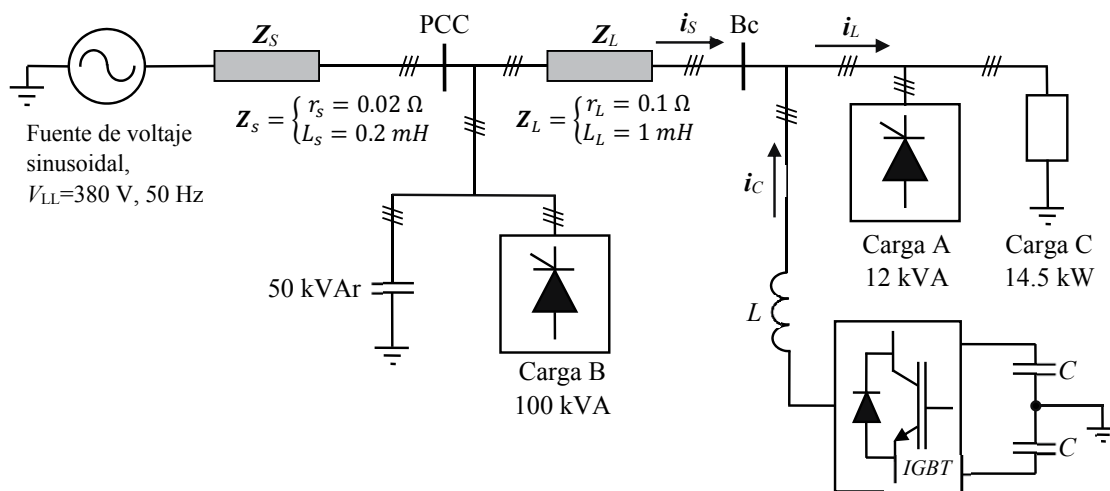 Z_S
PCC
Z_L
i_S
Bc
i_L
Z_s = { r_s = 0.02 Ω
L_s = 0.2 mH
Z_L = { r_L = 0.1 Ω
L_L = 1 mH
Fuente de voltaje
sinusoidal,
V_LL=380 V, 50 Hz
i_C
Carga A
12 kVA
Carga C
14.5 kW
50 kVAr
Carga B
100 kVA
L
C
C
IGBT